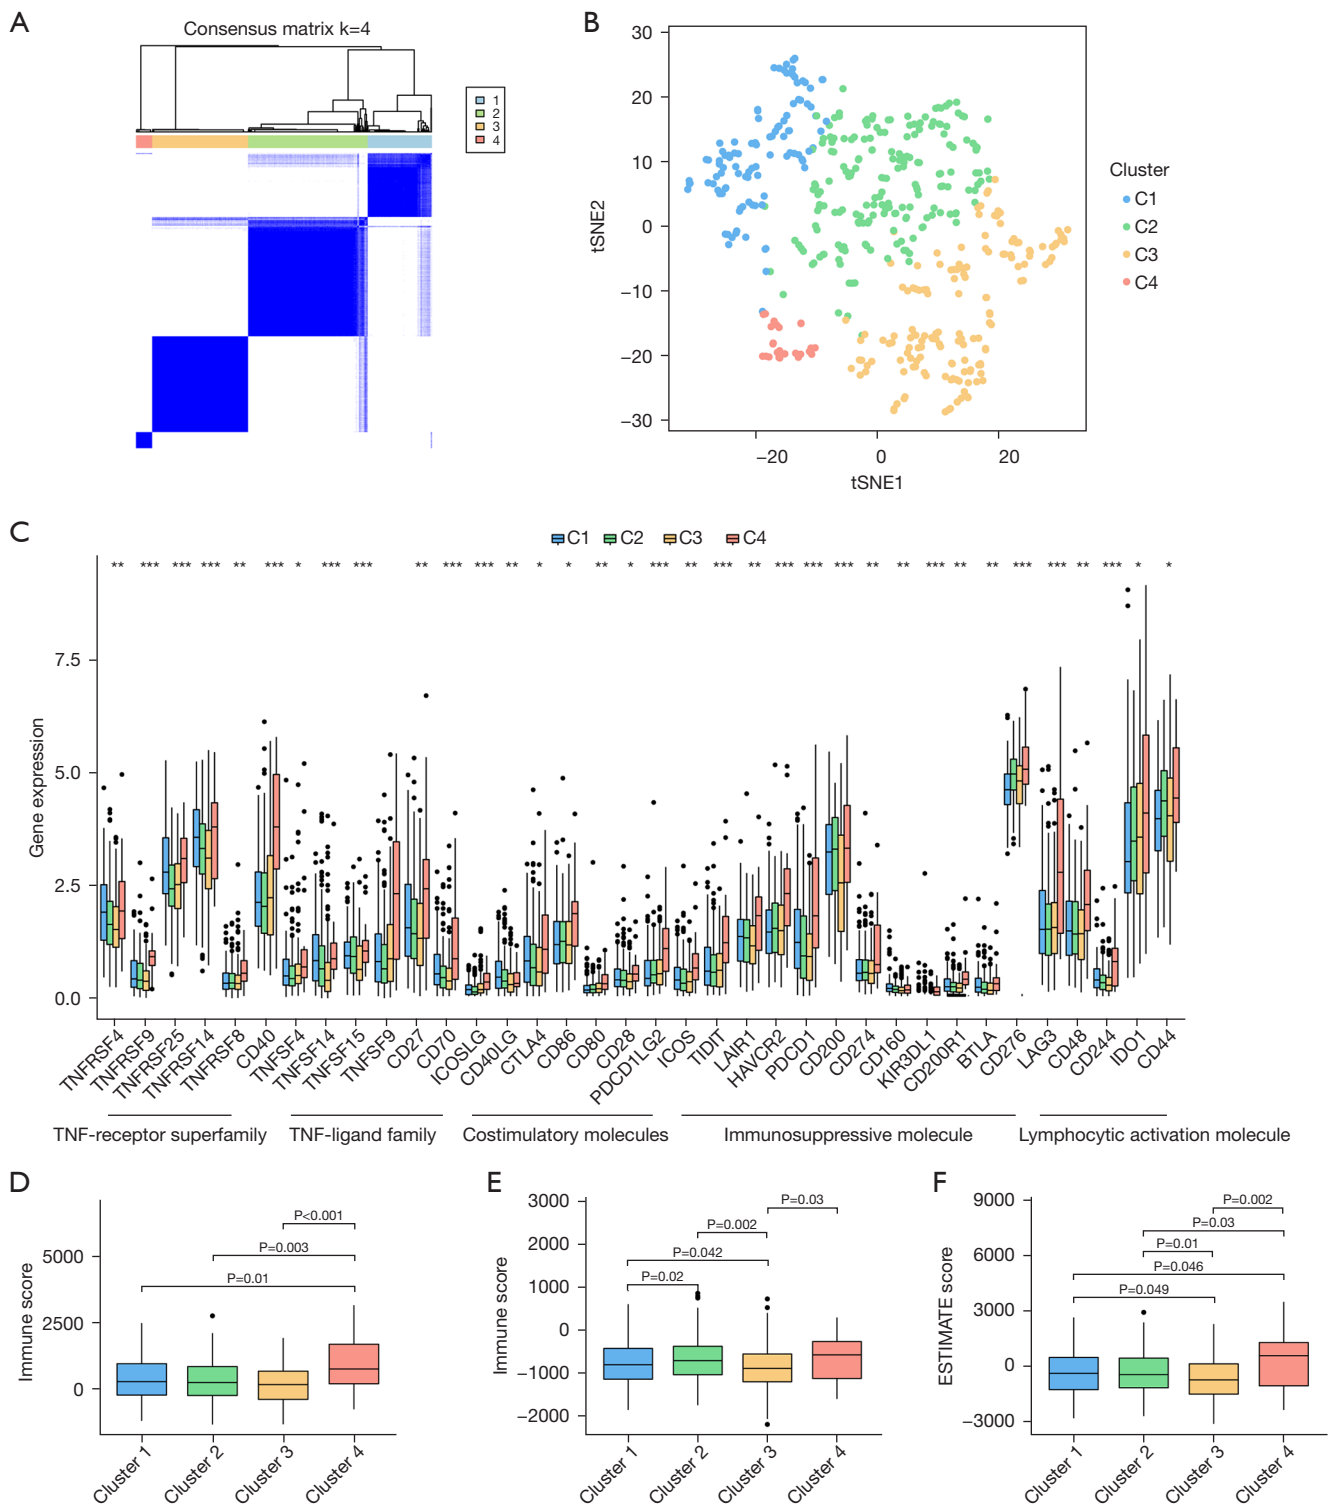 A
Consensus matrix k=4
1
2
3
4
B
30
20
10
0
−10
−20
−30
tSNE2
−20
0
20
tSNE1
Cluster
C1
C2
C3
C4
C
C1 C2 C3 C4
** *** *** *** ** *** * *** *** ** *** *** ** * * ** * *** ** *** ** *** *** *** ** ** *** ** ** *** *** ** *** * *
7.5
5.0
2.5
0.0
Gene expression
TNFRSF4
TNFRSF9
TNFRSF25
TNFRSF14
TNFRSF8
CD40
TNFSF4
TNFSF14
TNFSF15
TNFSF9
CD27
CD70
ICOSLG
CD40LG
CTLA4
CD86
CD80
CD28
PDCD1LG2
ICOS
TIDIT
LAIR1
HAVCR2
PDCD1
CD200
CD274
CD160
KIR3DL1
CD200R1
BTLA
CD276
LAG3
CD48
CD244
IDO1
CD44
TNF-receptor superfamily
TNF-ligand family
Costimulatory molecules
Immunosuppressive molecule
Lymphocytic activation molecule
D
5000
2500
0
Immune score
P<0.001
P=0.003
P=0.01
Cluster 1
Cluster 2
Cluster 3
Cluster 4
E
3000
2000
1000
0
−1000
−2000
Immune score
P=0.03
P=0.002
P=0.042
P=0.02
Cluster 1
Cluster 2
Cluster 3
Cluster 4
F
9000
6000
3000
0
−3000
ESTIMATE score
P=0.002
P=0.03
P=0.01
P=0.046
P=0.049
Cluster 1
Cluster 2
Cluster 3
Cluster 4